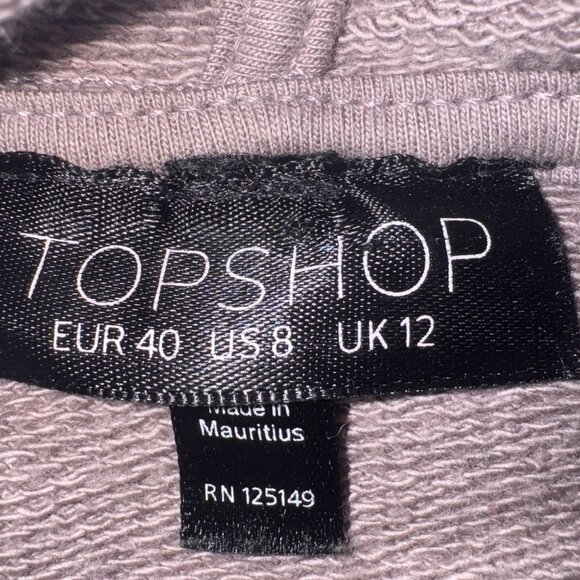 TOPSHOP
EUR 40 US 8 UK 12
Made in
Mauritius
RN 125149